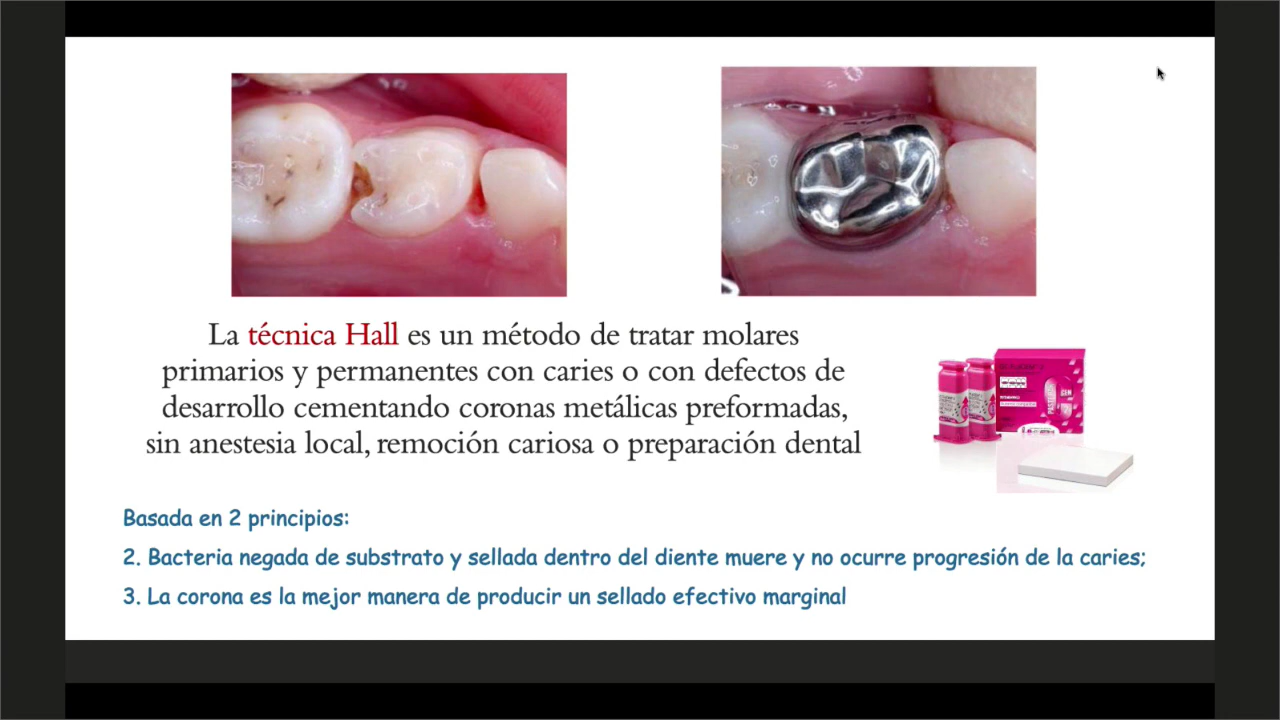 La técnica Hall es un método de tratar molares
primarios y permanentes con caries o con defectos de
desarrollo cementando coronas metálicas preformadas,
sin anestesia local, remoción cariosa o preparación dental
Basada en 2 principios:
2. Bacteria negada de substrato y sellada dentro del diente muere y no ocurre progresión de la caries;
3. La corona es la mejor manera de producir un sellado efectivo marginal